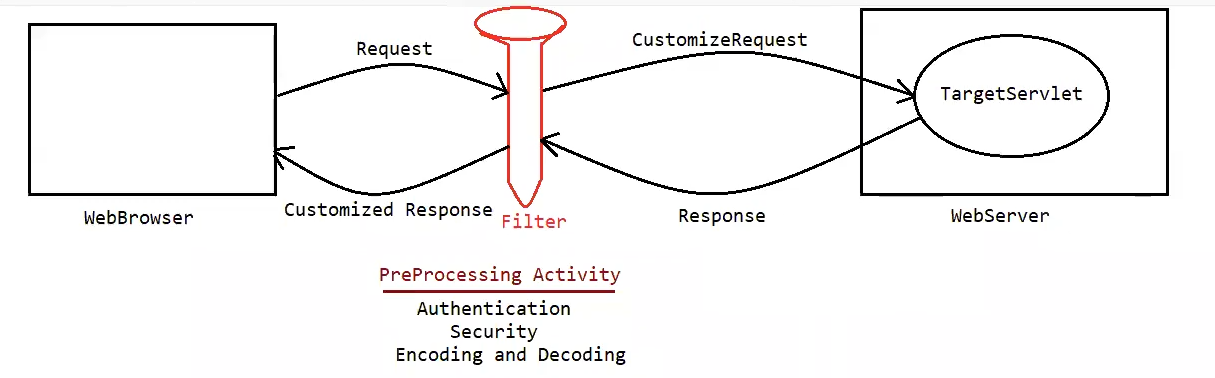 Request
CustomizeRequest
TargetServlet
Customized Response
Filter
Response
WebBrowser
WebServer
PreProcessing Activity
Authentication
Security
Encoding and Decoding